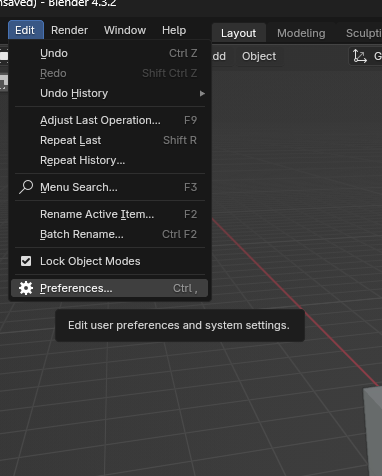 nsaved) - Blender 4.3.2
Edit Render Window Help Layout Modeling Sculpti
dd Object G
Undo Ctrl Z
Redo Shift Ctrl Z
Undo History
Adjust Last Operation... F9
Repeat Last Shift R
Repeat History...
Menu Search... F3
Rename Active Item... F2
Batch Rename... Ctrl F2
Lock Object Modes
Preferences... Ctrl ,
Edit user preferences and system settings.